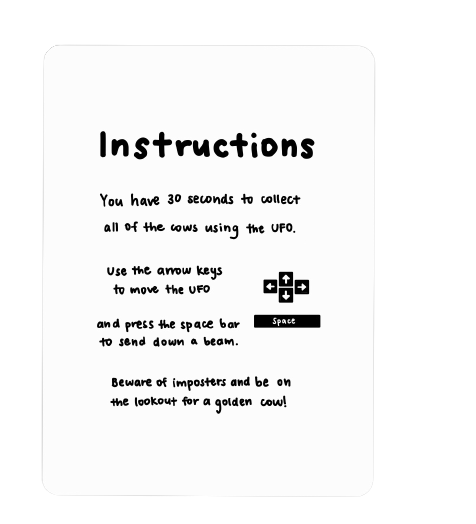 Instructions
You have 30 seconds to collect
all of the cows using the UFO.
Use the arrow keys
to move the UFO
and press the space bar
to send down a beam.
Space
Beware of imposters and be on
the lookout for a golden cow!